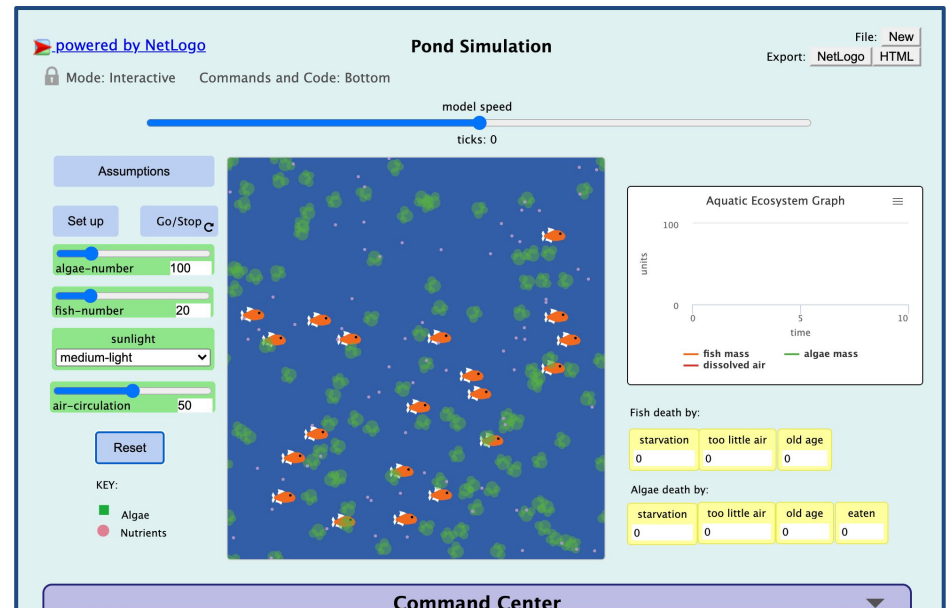 powered by NetLogo
Pond Simulation
File: New
Export: NetLogo HTML
Mode: Interactive Commands and Code: Bottom
model speed
ticks: 0
Assumptions
Set up
Go/Stop
algae-number 100
fish-number 20
sunlight
medium-light
air-circulation 50
Reset
KEY:
Algae
Nutrients
Aquatic Ecosystem Graph
100
units
0
0 5 10
time
fish mass algae mass
dissolved air
Fish death by:
starvation too little air old age
0 0 0
Algae death by:
starvation too little air old age eaten
0 0 0 0
Command Center